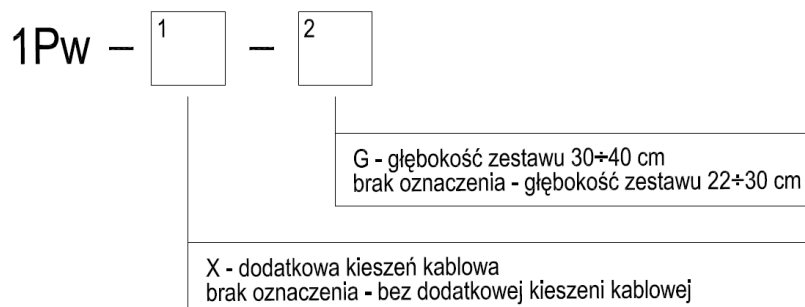 1Pw – 1 – 2
G - głębokość zestawu 30÷40 cm
brak oznaczenia - głębokość zestawu 22÷30 cm
X - dodatkowa kieszeń kablowa
brak oznaczenia - bez dodatkowej kieszeni kablowej